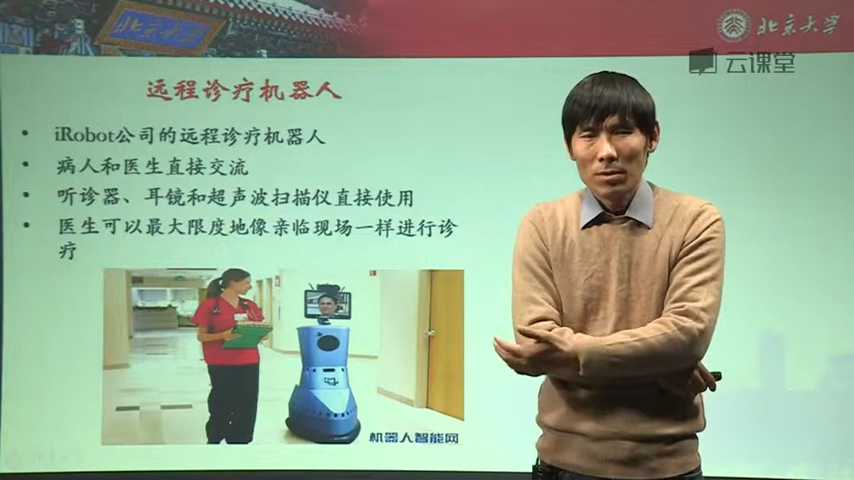 北京大学
北京大学
云课堂
远程诊疗机器人
• iRobot公司的远程诊疗机器人
• 病人和医生直接交流
• 听诊器、耳镜和超声波扫描仪直接使用
• 医生可以最大限度地像亲临现场一样进行诊
疗
机器人智能网